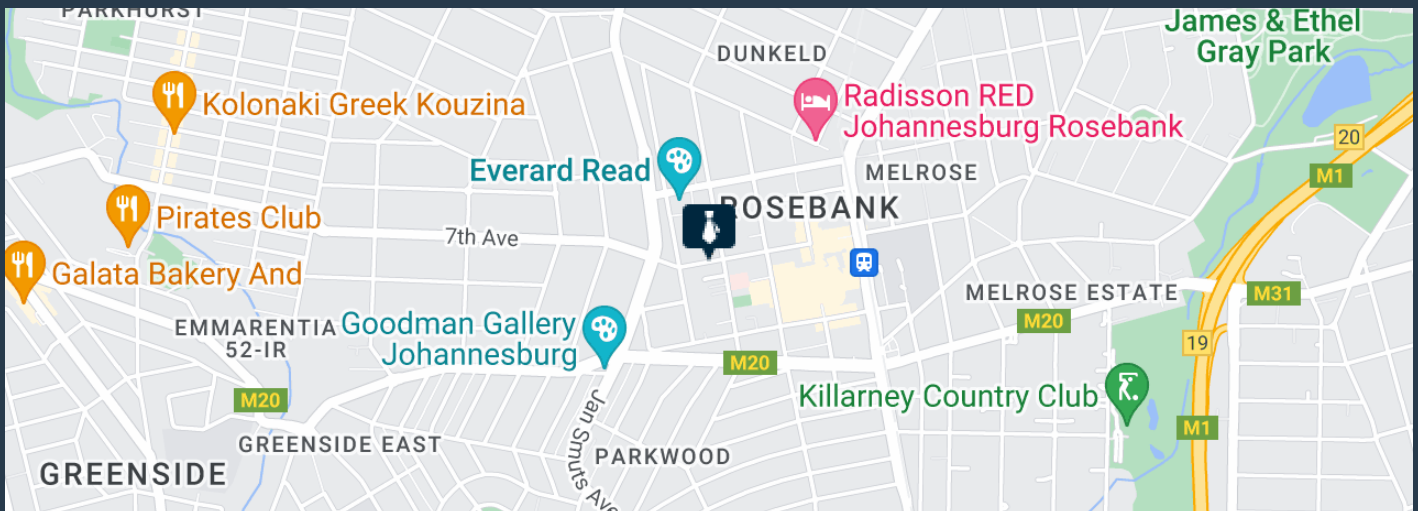 PARKHURST
James & Ethel
Gray Park
DUNKELD
Kolonaki Greek Kouzina
Radisson RED
Johannesburg Rosebank
20
Everard Read
MELROSE
M1
ROSEBANK
Pirates Club
7th Ave
Galata Bakery And
MELROSE ESTATE
M31
M20
EMMARENTIA
52-IR
Goodman Gallery
Johannesburg
19
M20
Killarney Country Club
M20
Jan Smuts Ave
M1
GREENSIDE EAST
PARKWOOD
GREENSIDE